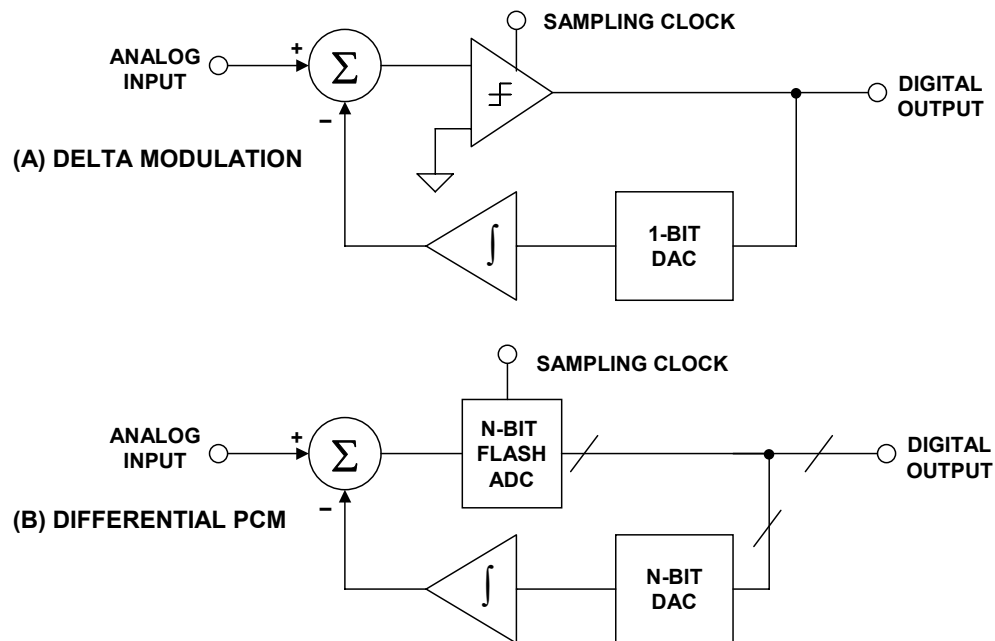 SAMPLING CLOCK
ANALOG
INPUT
+
Σ
−
DIGITAL
OUTPUT
(A) DELTA MODULATION
∫
1-BIT
DAC
SAMPLING CLOCK
ANALOG
INPUT
+
Σ
−
N-BIT
FLASH
ADC
DIGITAL
OUTPUT
(B) DIFFERENTIAL PCM
∫
N-BIT
DAC